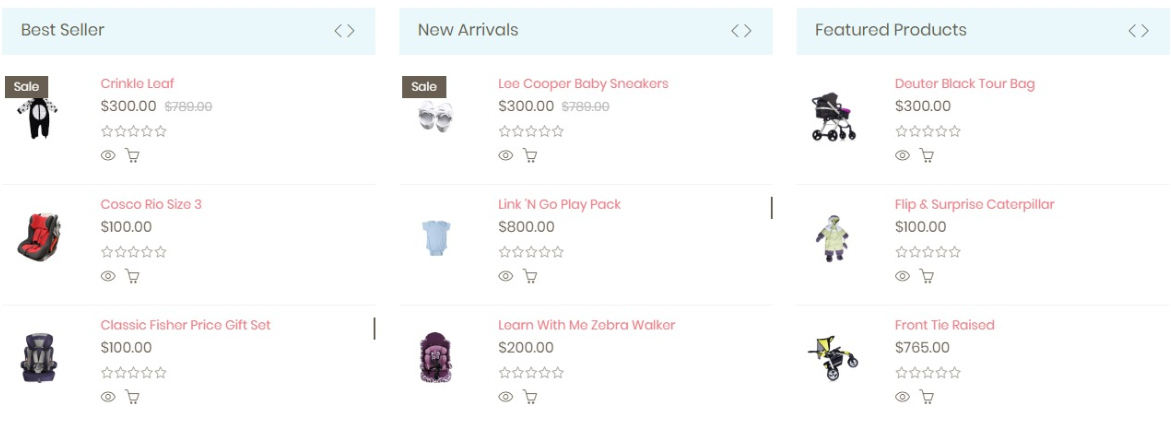 Best Seller
Sale
Crinkle Leaf
$300.00 $789.00
Cosco Rio Size 3
$100.00
Classic Fisher Price Gift Set
$100.00
New Arrivals
Sale
Lee Cooper Baby Sneakers
$300.00 $789.00
Link 'N Go Play Pack
$800.00
Learn With Me Zebra Walker
$200.00
Featured Products
Deuter Black Tour Bag
$300.00
Flip & Surprise Caterpillar
$100.00
Front Tie Raised
$765.00